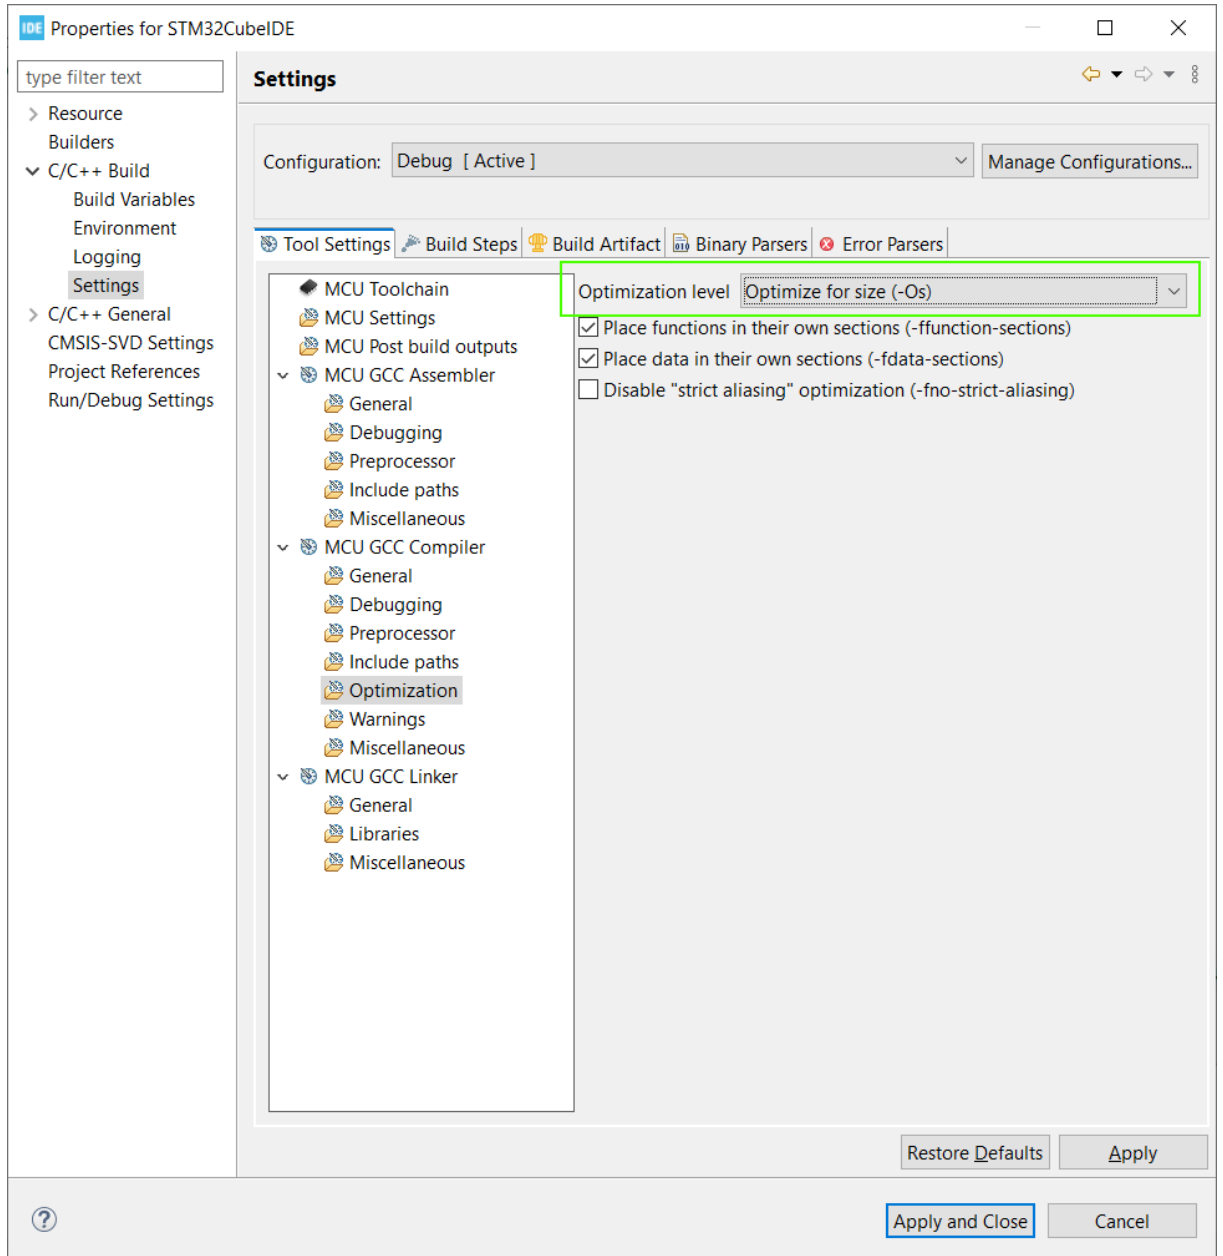 IDE Properties for STM32CubeIDE
type filter text
Resource
Builders
C/C++ Build
Build Variables
Environment
Logging
Settings
C/C++ General
CMSIS-SVD Settings
Project References
Run/Debug Settings
Settings
Configuration: Debug [ Active ] Manage Configurations...
Tool Settings Build Steps Build Artifact 010 Binary Parsers Error Parsers
MCU Toolchain
MCU Settings
MCU Post build outputs
MCU GCC Assembler
General
Debugging
Preprocessor
Include paths
Miscellaneous
MCU GCC Compiler
General
Debugging
Preprocessor
Include paths
Optimization
Warnings
Miscellaneous
MCU GCC Linker
General
Libraries
Miscellaneous
Optimization level Optimize for size (-Os)
Place functions in their own sections (-ffunction-sections)
Place data in their own sections (-fdata-sections)
Disable "strict aliasing" optimization (-fno-strict-aliasing)
Restore Defaults Apply
? Apply and Close Cancel